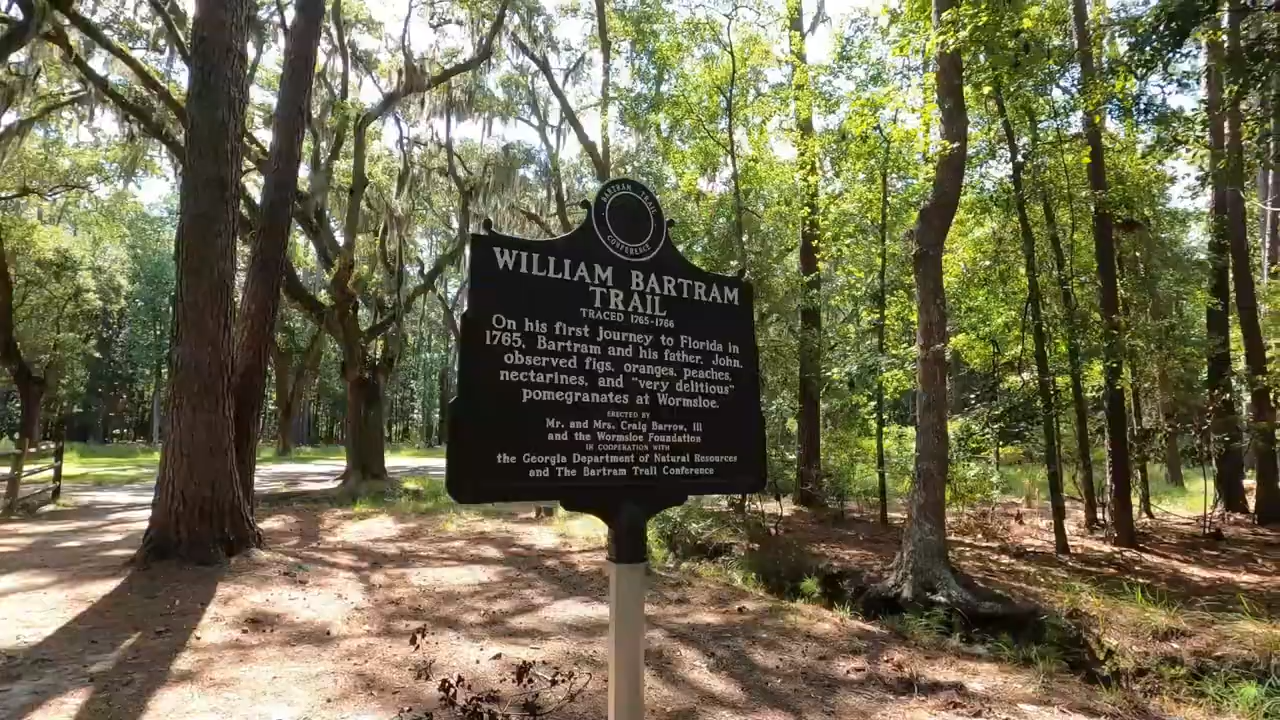 BARTRAM TRAIL
CONFERENCE
WILLIAM BARTRAM
TRAIL
TRACED 1765-1766
On his first journey to Florida in
1765, Bartram and his father, John,
observed figs, oranges, peaches,
nectarines, and "very delitious"
pomegranates at Wormsloe.
ERECTED BY
Mr. and Mrs. Craig Barrow, III
and the Wormsloe Foundation
IN COOPERATION WITH
the Georgia Department of Natural Resources
and The Bartram Trail Conference